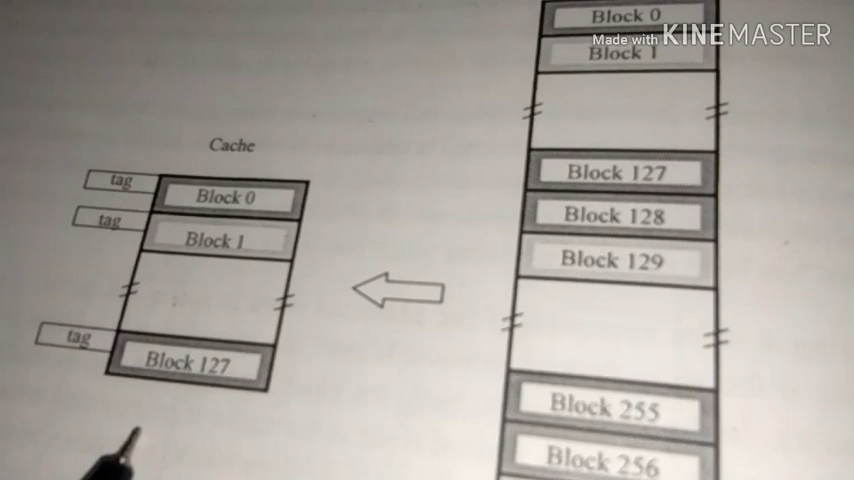 Cache
tag
Block 0
tag
Block 1
tag
Block 127
Block 0
Made with KINEMASTER
Block 1
Block 127
Block 128
Block 129
Block 255
Block 256